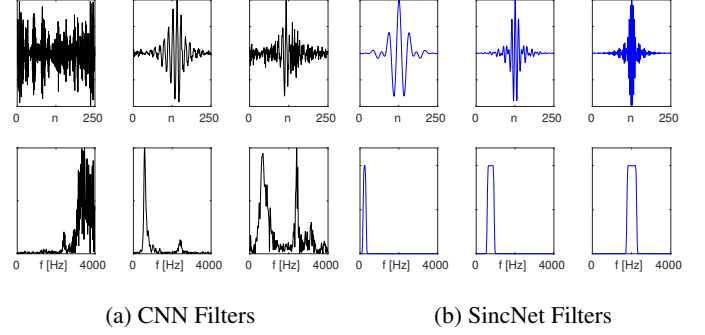 0 n 250 0 n 250 0 n 250 0 n 250 0 n 250 0 n 250
0 f [Hz] 4000 0 f [Hz] 4000 0 f [Hz] 4000 0 f [Hz] 4000 0 f [Hz] 4000 0 f [Hz] 4000
(a) CNN Filters (b) SincNet Filters